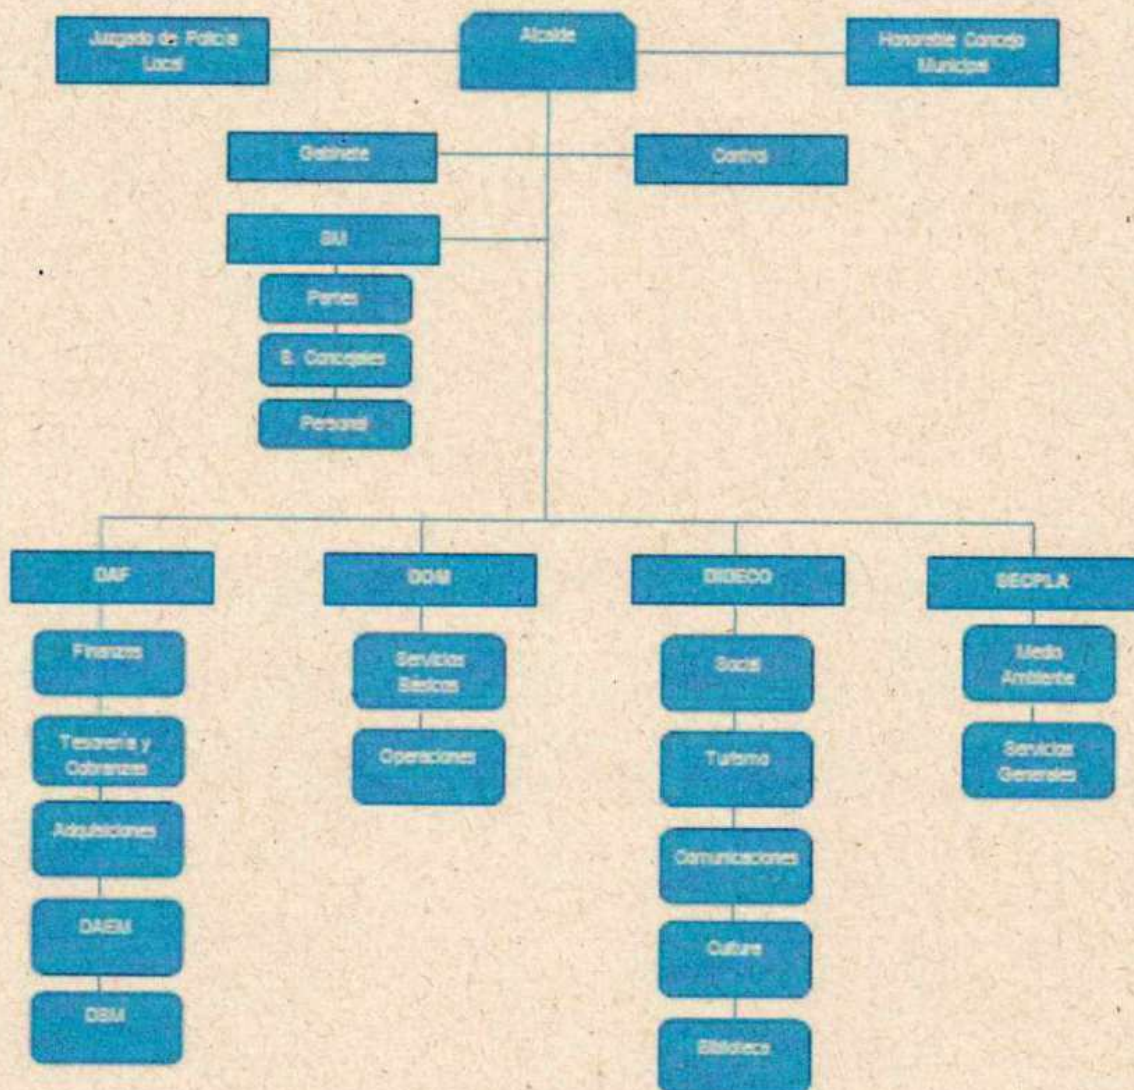 Juzgado de Policia
Local
Alcalde
Honorable Concejo
Municipal
Gabinete
Control
SM
Partes
S. Concejales
Personal
DAF
DOM
DIDECO
SECPLA
Finanzas
Servicios
Básicos
Social
Medio
Ambiente
Tesorería y
Cobranzas
Operaciones
Turismo
Servicios
Generales
Adquisiciones
Comunicaciones
DAEM
Cultura
DSM
Biblioteca